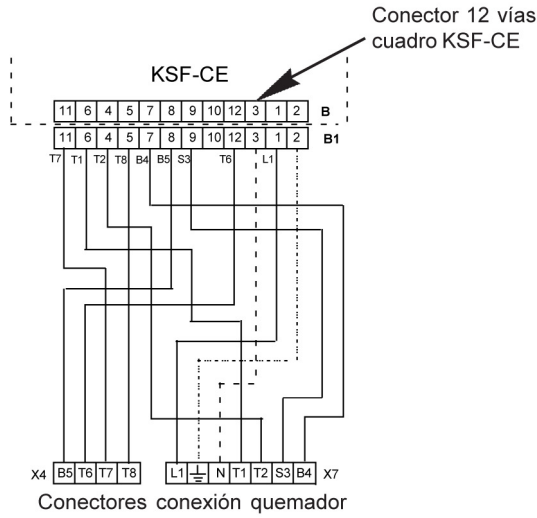 Conector 12 vías
cuadro KSF-CE
KSF-CE
11 6 4 5 7 8 9 10 12 3 1 2 B
11 6 4 5 7 8 9 10 12 3 1 2 B1
T7 T1 T2 T8 B4 B5 S3 T6 L1
X4 B5 T6 T7 T8 L1 N T1 T2 S3 B4 X7
Conectores conexión quemador